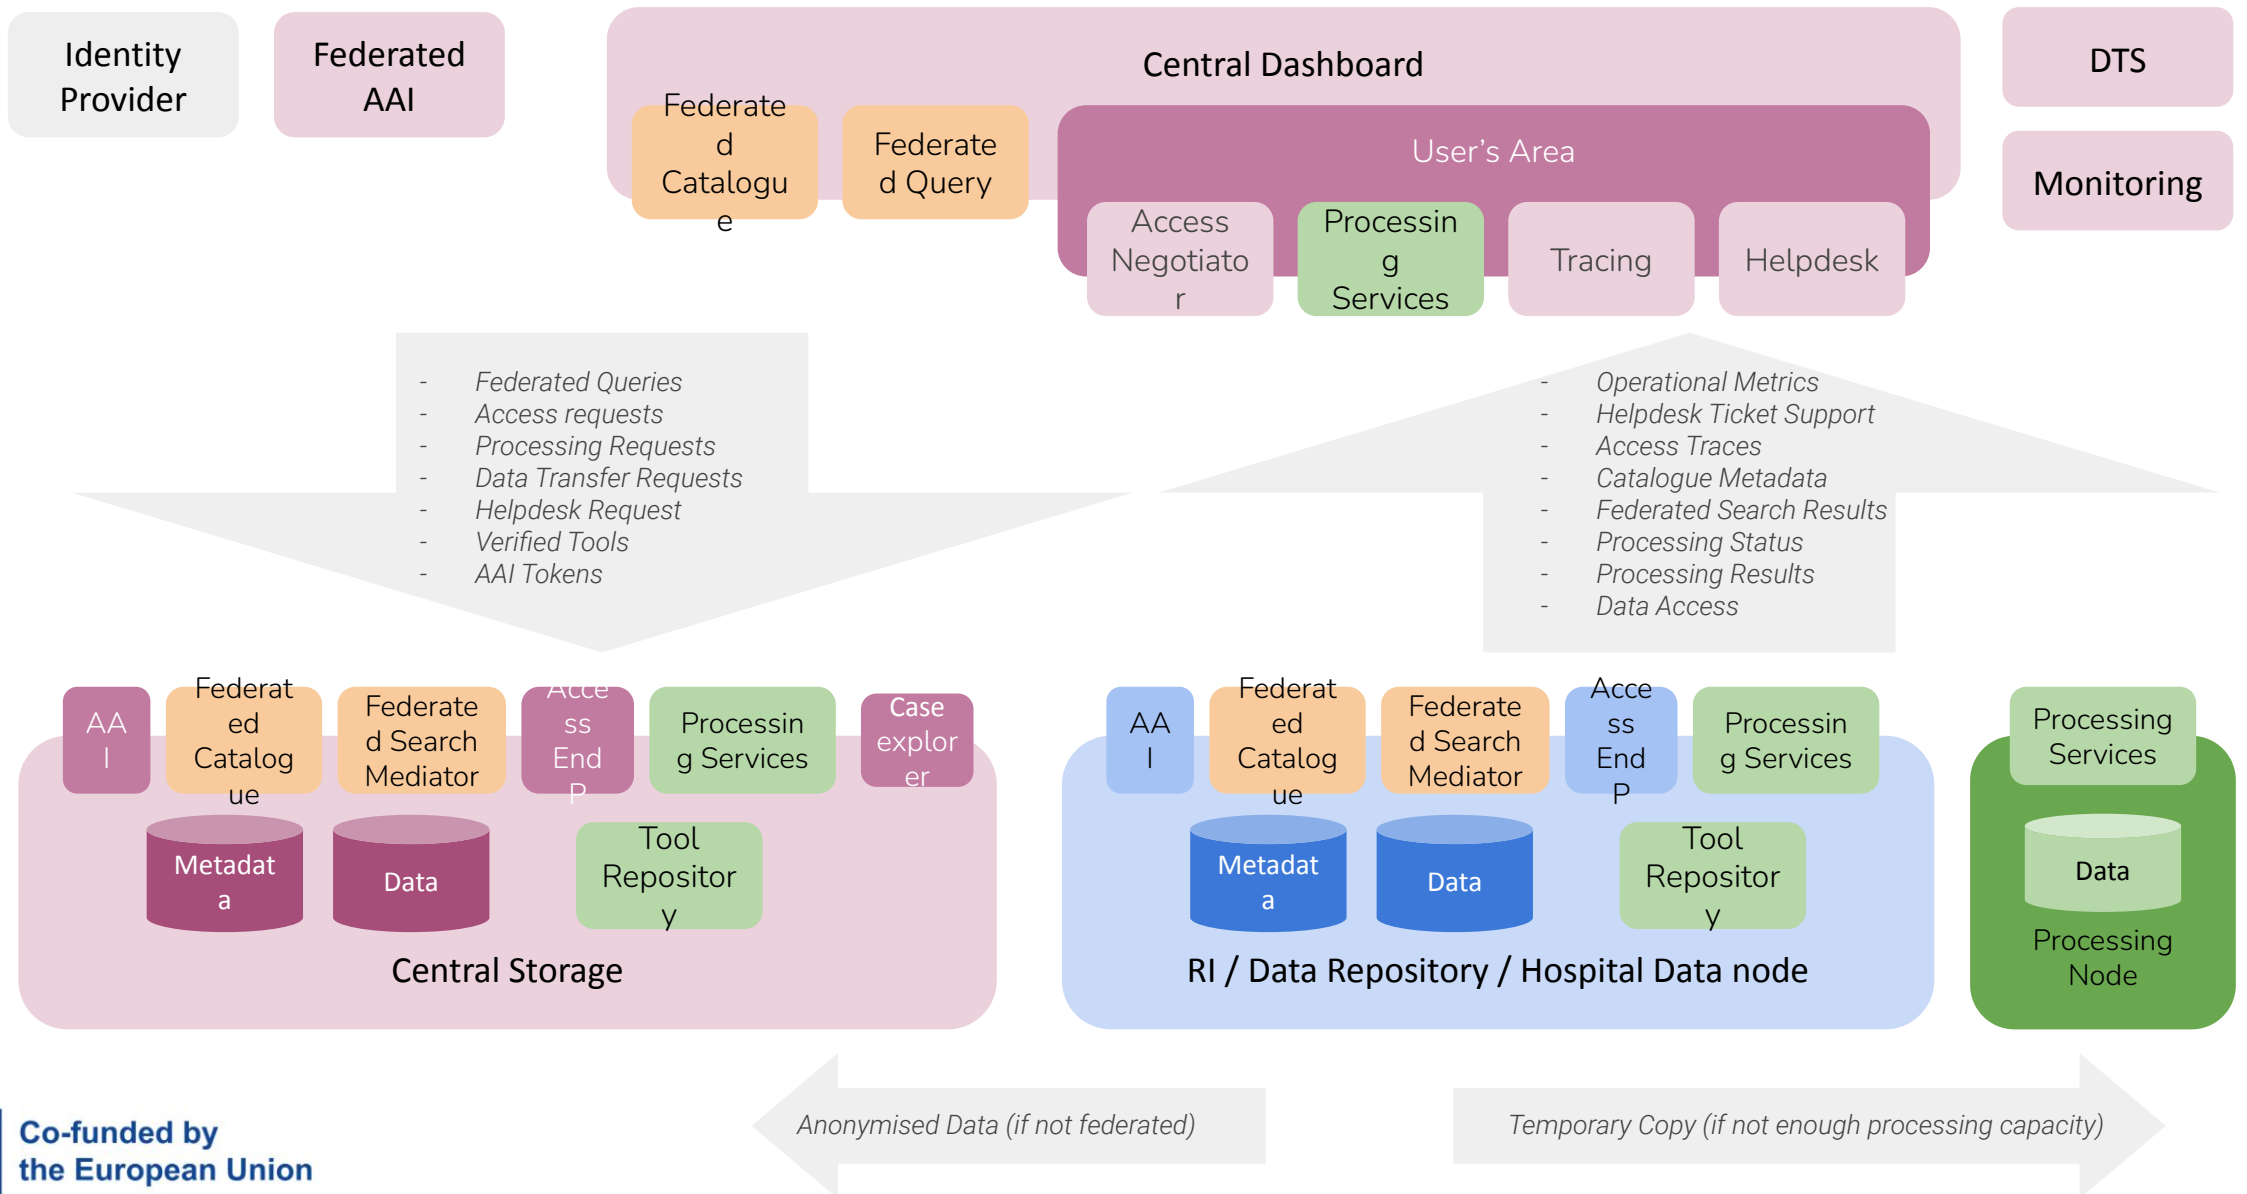 Identity
Provider
Federated
AAI
Central Dashboard
DTS
Monitoring
Federate
d
Catalogu
e
Federate
d Query
User's Area
Access
Negotiato
r
Processin
g
Services
Tracing
Helpdesk
- Federated Queries
- Access requests
- Processing Requests
- Data Transfer Requests
- Helpdesk Request
- Verified Tools
- AAI Tokens
- Operational Metrics
- Helpdesk Ticket Support
- Access Traces
- Catalogue Metadata
- Federated Search Results
- Processing Status
- Processing Results
- Data Access
AA
I
Federat
ed
Catalog
ue
Federate
d Search
Mediator
Acce
ss
End
P
Processin
g Services
Case
explor
er
Metadat
a
Data
Tool
Repositor
y
Central Storage
AA
I
Federat
ed
Catalog
ue
Federate
d Search
Mediator
Acce
ss
End
P
Processin
g Services
Metadat
a
Data
Tool
Repositor
y
RI / Data Repository / Hospital Data node
Processing
Services
Data
Processing
Node
Anonymised Data (if not federated)
Temporary Copy (if not enough processing capacity)
Co-funded by
the European Union